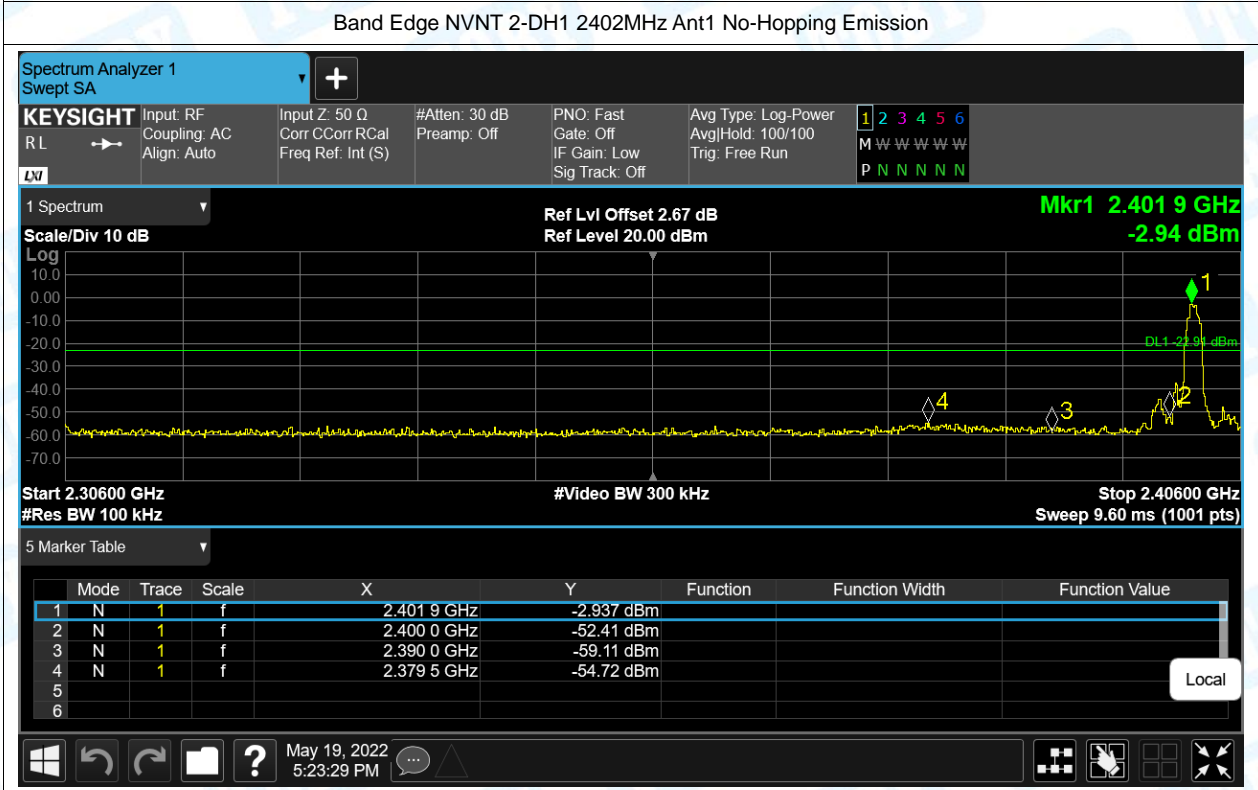 Band Edge NVNT 2-DH1 2402MHz Ant1 No-Hopping Emission
Spectrum Analyzer 1
Swept SA
KEYSIGHT
RL
LXI
Input: RF
Coupling: AC
Align: Auto
Input Z: 50 Ω
Corr CCorr RCal
Freq Ref: Int (S)
#Atten: 30 dB
Preamp: Off
PNO: Fast
Gate: Off
IF Gain: Low
Sig Track: Off
Avg Type: Log-Power
Avg|Hold: 100/100
Trig: Free Run
1 2 3 4 5 6
M W W W W W
P N N N N N
1 Spectrum
Scale/Div 10 dB
Ref Lvl Offset 2.67 dB
Ref Level 20.00 dBm
Mkr1 2.401 9 GHz
-2.94 dBm
Log
10.0
0.00
-10.0
-20.0
-30.0
-40.0
-50.0
-60.0
-70.0
1
DL1 -22.94 dBm
4
3
2
Start 2.30600 GHz
#Video BW 300 kHz
Stop 2.40600 GHz
#Res BW 100 kHz
Sweep 9.60 ms (1001 pts)
5 Marker Table
Mode Trace Scale X Y Function Function Width Function Value
1 N 1 f 2.401 9 GHz -2.937 dBm
2 N 1 f 2.400 0 GHz -52.41 dBm
3 N 1 f 2.390 0 GHz -59.11 dBm
4 N 1 f 2.379 5 GHz -54.72 dBm
5
6
Local
?
May 19, 2022
5:23:29 PM